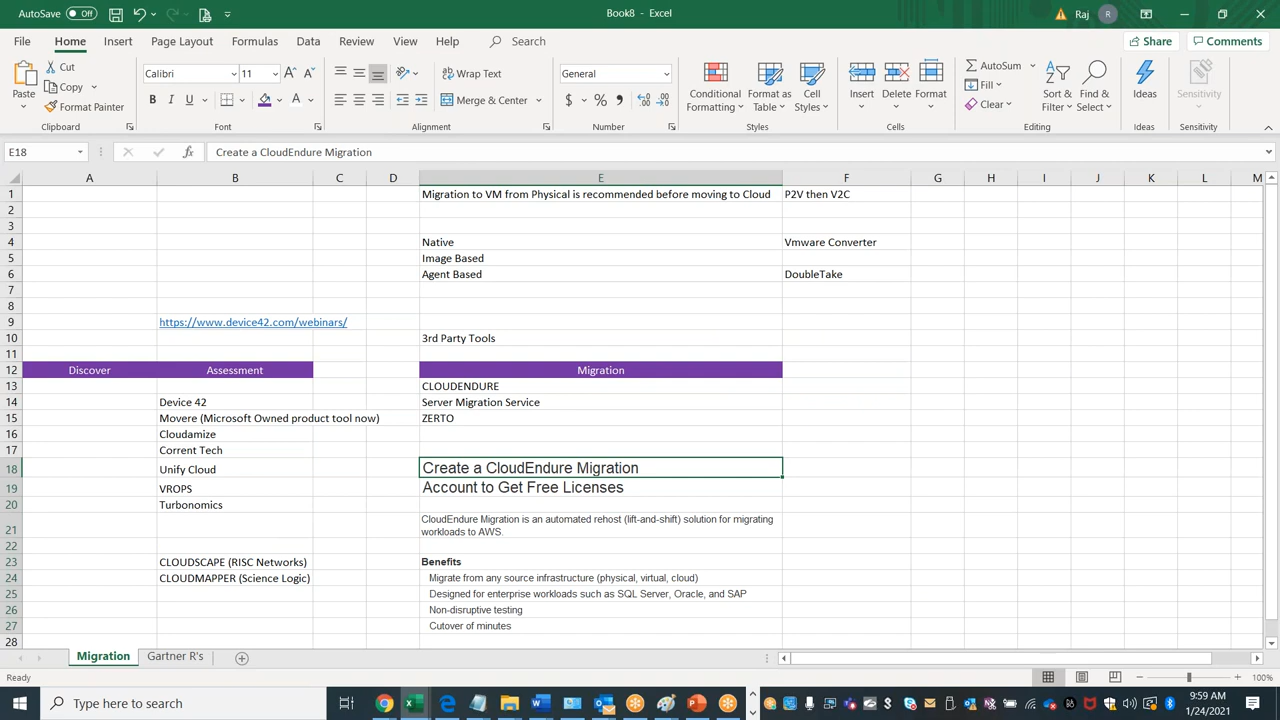 AutoSave Off
Book8 - Excel
Raj R
File Home Insert Page Layout Formulas Data Review View Help Search
Share Comments
Paste Cut Copy Format Painter
Calibri 11
B I U
Wrap Text
Merge & Center
General
$ % ,
Conditional Formatting
Format as Table
Cell Styles
Insert Delete Format
AutoSum
Fill
Clear
Sort & Filter
Find & Select
Ideas
Sensitivity
Clipboard Font Alignment Number Styles Cells Editing Ideas Sensitivity
E18 fx Create a CloudEndure Migration
A B C D E F G H I J K L M
1 Migration to VM from Physical is recommended before moving to Cloud P2V then V2C
2
3
4 Native Vmware Converter
5 Image Based
6 Agent Based DoubleTake
7
8
9 https://www.device42.com/webinars/
10 3rd Party Tools
11
12 Discover Assessment Migration
13 CLOUDENDURE
14 Device 42 Server Migration Service
15 Movere (Microsoft Owned product tool now) ZERTO
16 Cloudamize
17 Corrent Tech
18 Unify Cloud Create a CloudEndure Migration
19 VROPS Account to Get Free Licenses
20 Turbonomics
21 CloudEndure Migration is an automated rehost (lift-and-shift) solution for migrating
workloads to AWS.
22
23 CLOUDSCAPE (RISC Networks) Benefits
24 CLOUDMAPPER (Science Logic) Migrate from any source infrastructure (physical, virtual, cloud)
25 Designed for enterprise workloads such as SQL Server, Oracle, and SAP
26 Non-disruptive testing
27 Cutover of minutes
28
Migration Gartner R's
Ready 100%
Type here to search
9:59 AM
1/24/2021